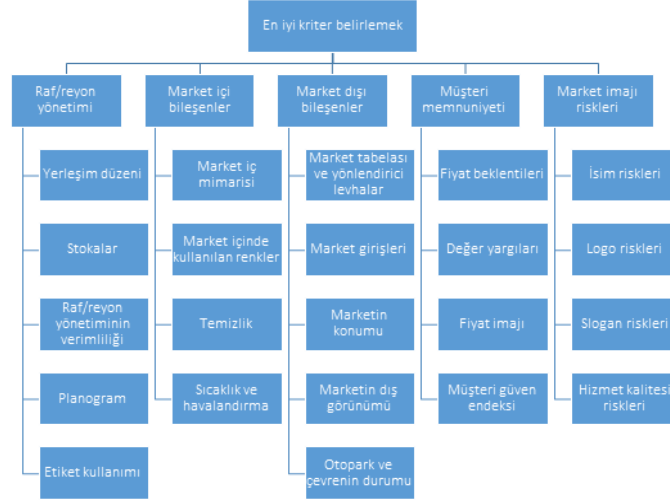 En iyi kriter belirlemek
Raf/reyon
yönetimi
Market içi
bileşenler
Market dışı
bileşenler
Müşteri
memnuniyeti
Market imajı
riskleri
Yerleşim düzeni
Stokalar
Raf/reyon
yönetiminin
verimliliği
Planogram
Etiket kullanımı
Market iç
mimarisi
Market içinde
kullanılan renkler
Temizlik
Sıcaklık ve
havalandırma
Market tabelası
ve yönlendirici
levhalar
Market girişleri
Marketin
konumu
Marketin dış
görünümü
Otopark ve
çevrenin durumu
Fiyat beklentileri
Değer yargıları
Fiyat imajı
Müşteri güven
endeksi
İsim riskleri
Logo riskleri
Slogan riskleri
Hizmet kalitesi
riskleri